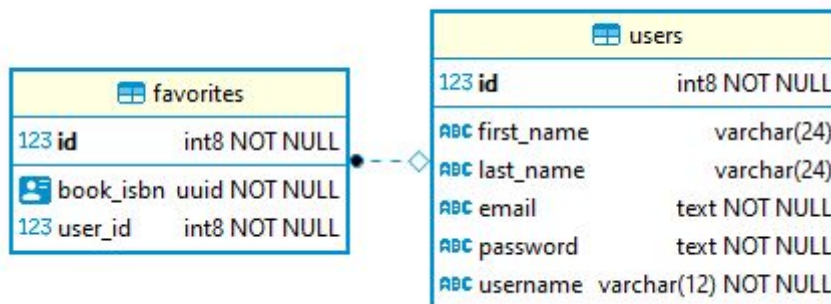 favorites
123 id int8 NOT NULL
book_isbn uuid NOT NULL
123 user_id int8 NOT NULL
users
123 id int8 NOT NULL
ABC first_name varchar(24)
ABC last_name varchar(24)
ABC email text NOT NULL
ABC password text NOT NULL
ABC username varchar(12) NOT NULL